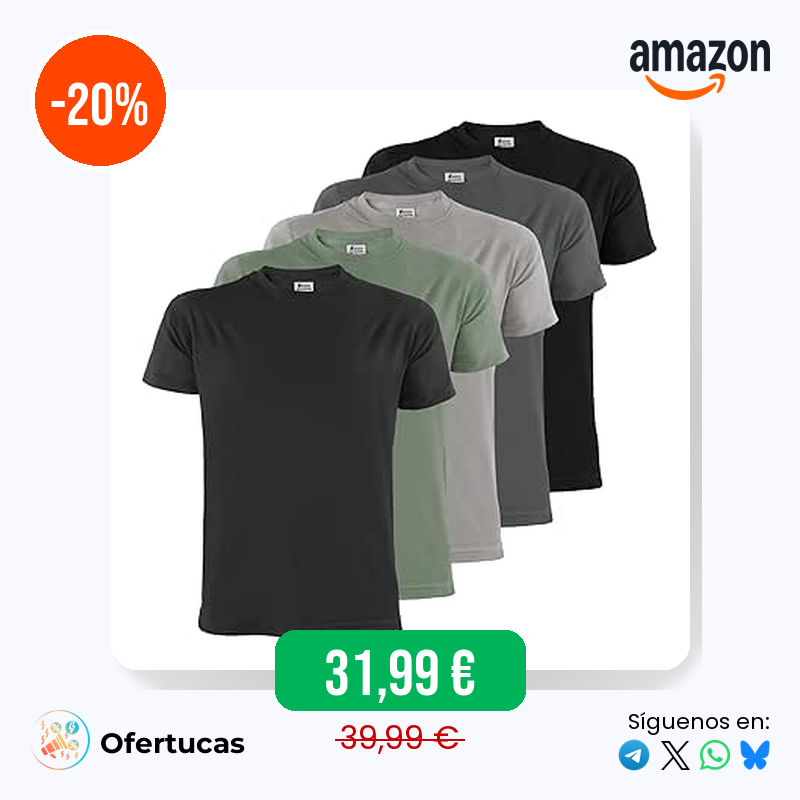 -20%
amazon
31,99 €
39,99 €
Ofertucas
Síguenos en: